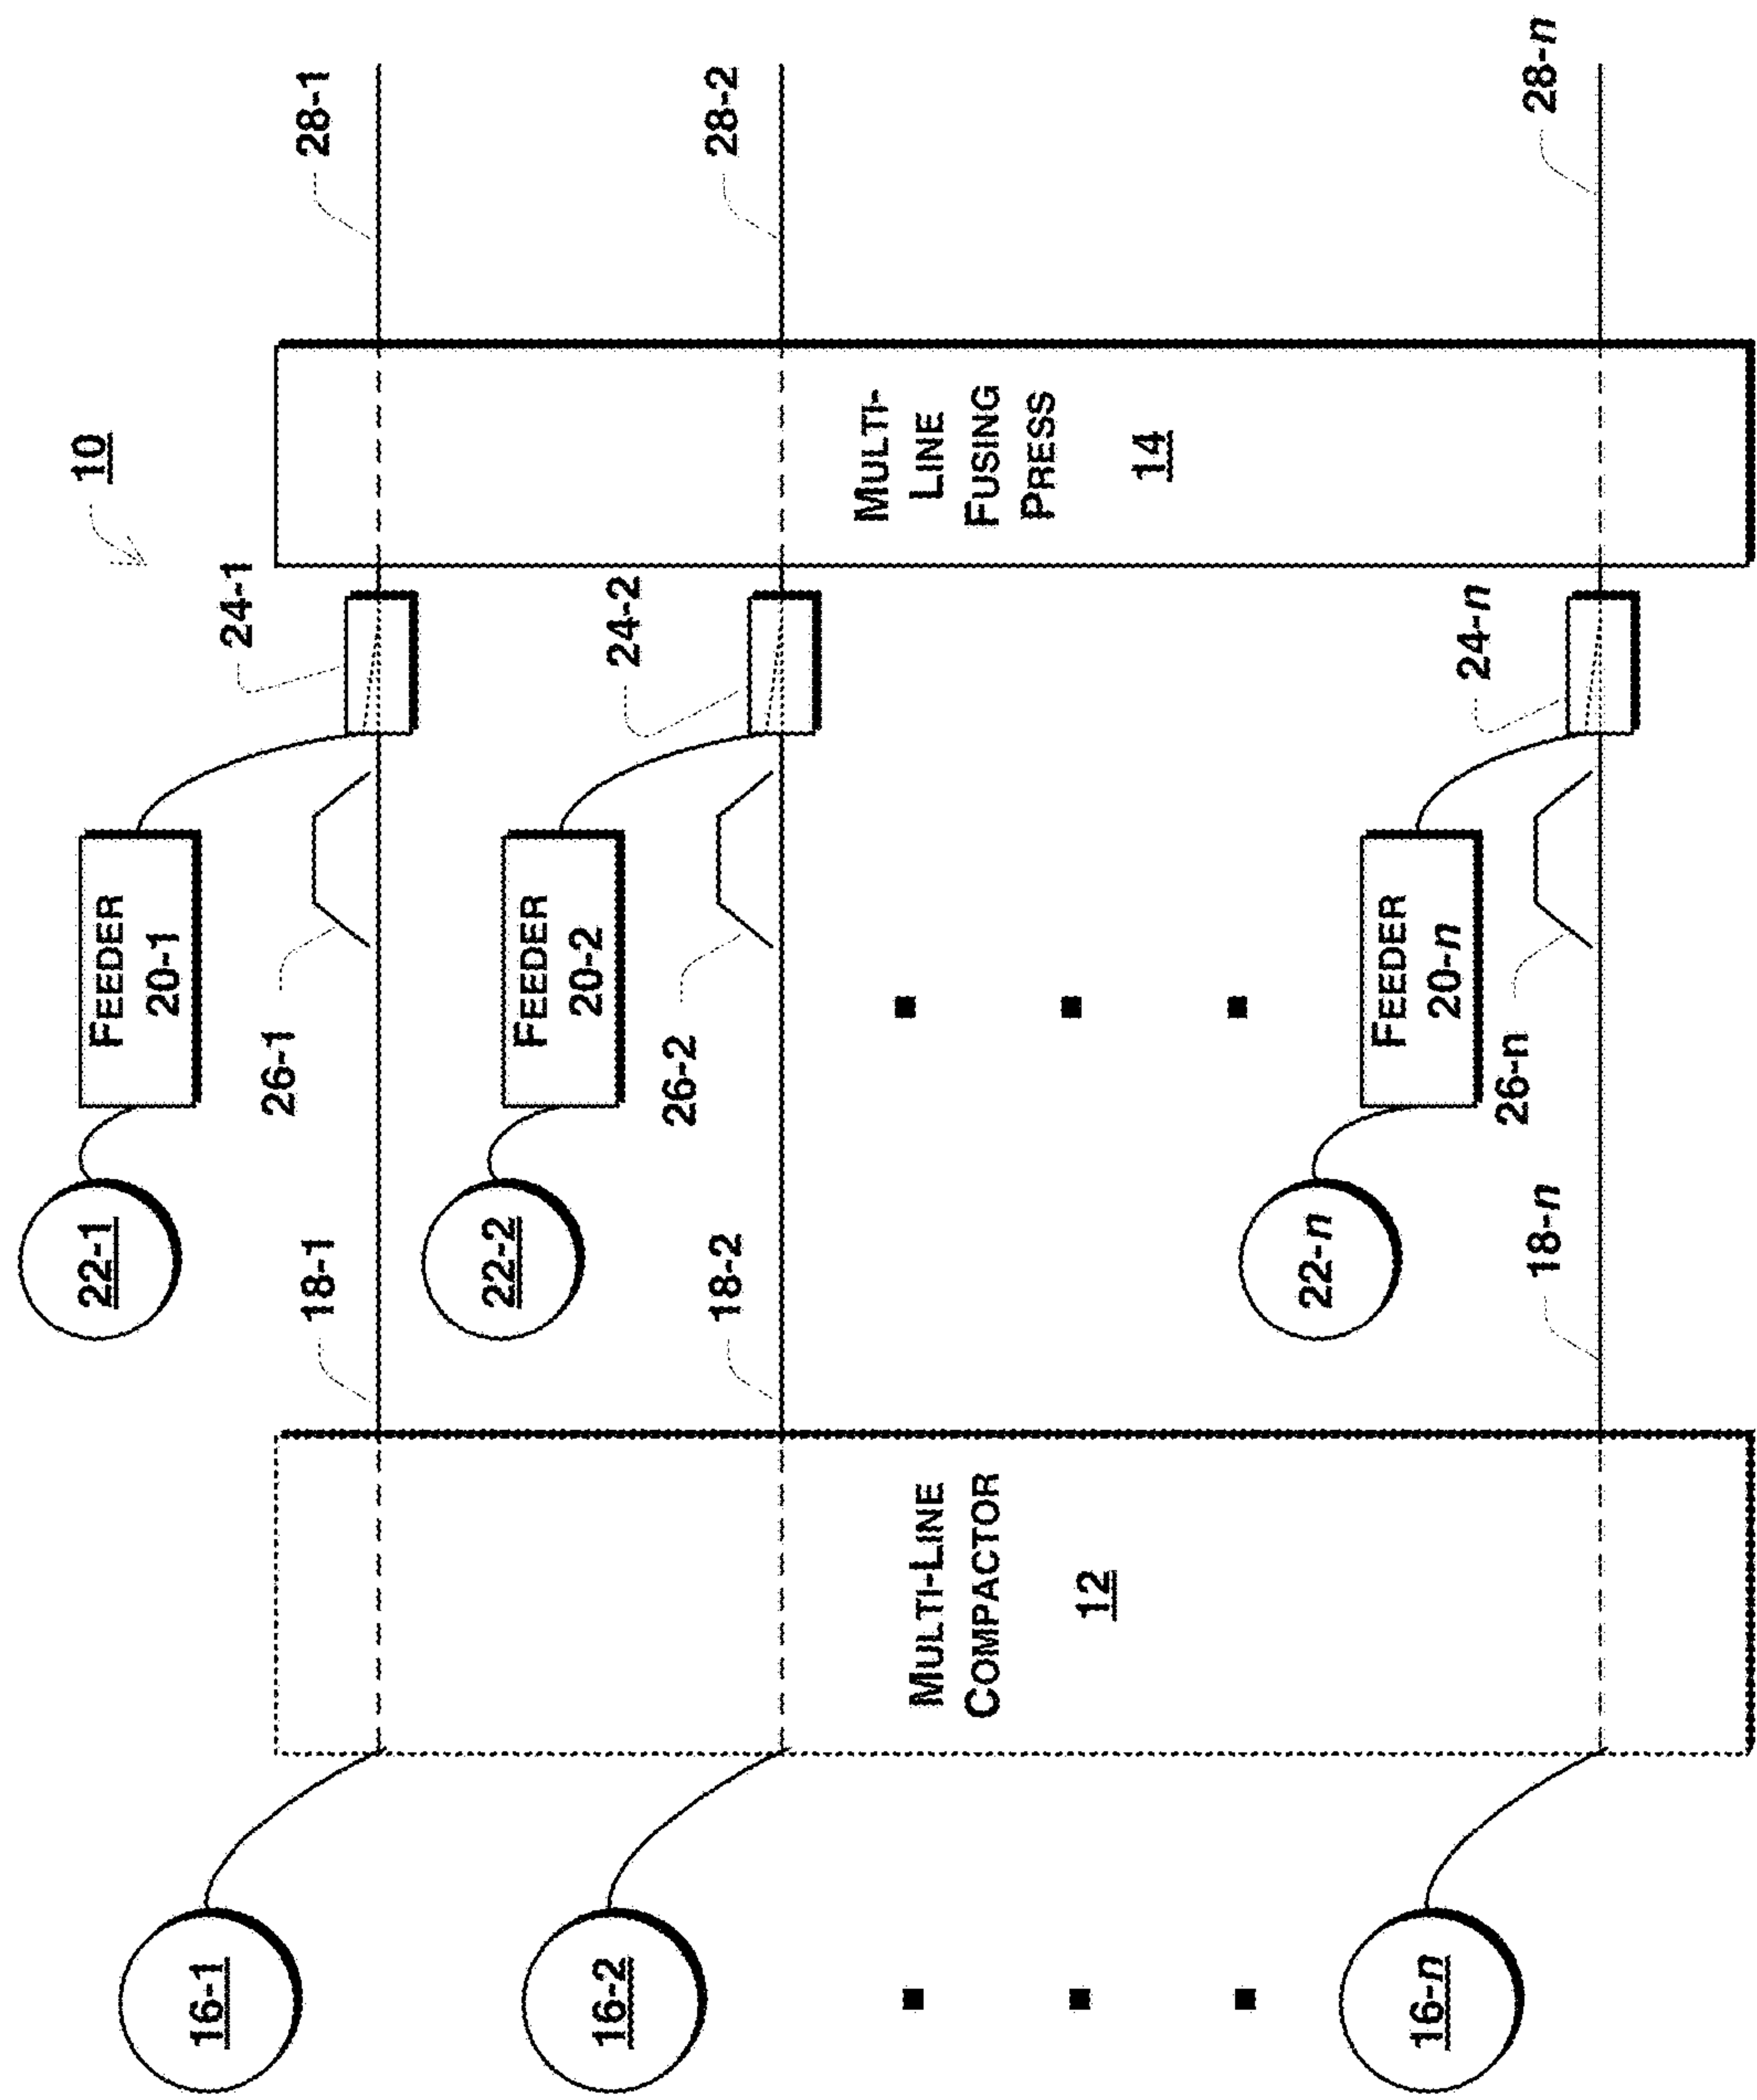 10
22-1
FEEDER
20-1
16-1
24-1
26-1
18-1
28-1
22-2
FEEDER
20-2
16-2
24-2
26-2
18-2
28-2
MULTI-LINE
COMPACTOR
12
MULTI-
LINE
FUSING
PRESS
14
22-n
FEEDER
20-n
16-n
24-n
26-n
18-n
28-n